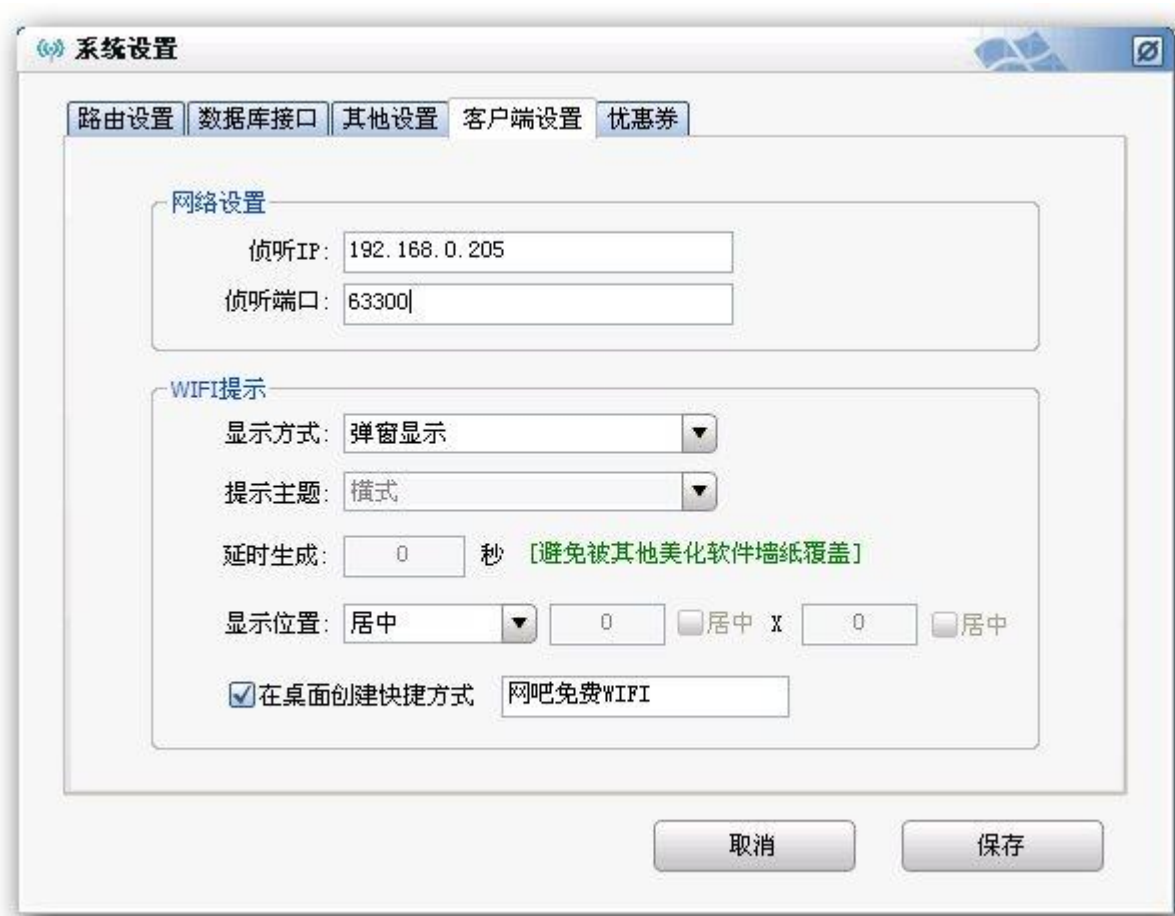 系统设置
路由设置 数据库接口 其他设置 客户端设置 优惠券
网络设置
侦听IP: 192.168.0.205
侦听端口: 63300
WIFI提示
显示方式: 弹窗显示
提示主题: 横式
延时生成: 0 秒 [避免被其他美化软件墙纸覆盖]
显示位置: 居中 0 居中 X 0 居中
在桌面创建快捷方式 网吧免费WIFI
取消 保存